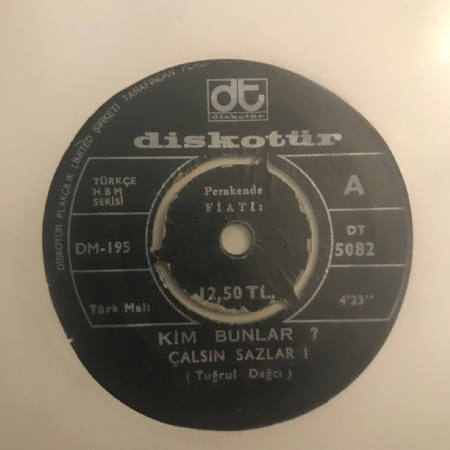 DİSKOTÜR PLAKÇILIK LİMİTED ŞİRKETİ TARAFINDAN
dt
diskotür
diskotür
TÜRKÇE
H.B.M
SERİSİ
Perakende
FİATI:
A
DM-195
DT
5082
12,50 TL.
Türk Malı
4'23''
KİM BUNLAR ?
ÇALSIN SAZLAR I
( Tuğrul Dağcı )